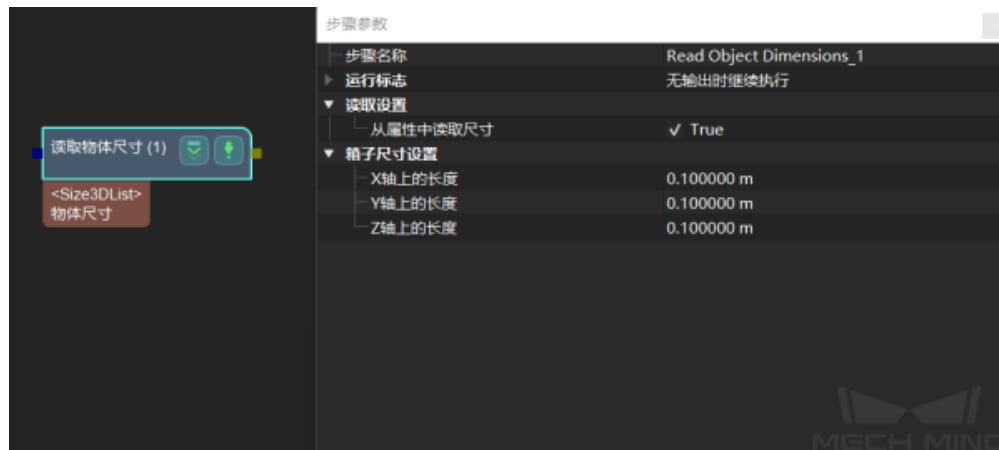 步骤参数
步骤名称 Read Object Dimensions_1
运行标志 无输出时继续执行
读取设置
从属性中读取尺寸 ✓ True
箱子尺寸设置
X轴上的长度 0.100000 m
Y轴上的长度 0.100000 m
Z轴上的长度 0.100000 m
读取物体尺寸 (1)
<Size3DList>
物体尺寸
MECH MIND